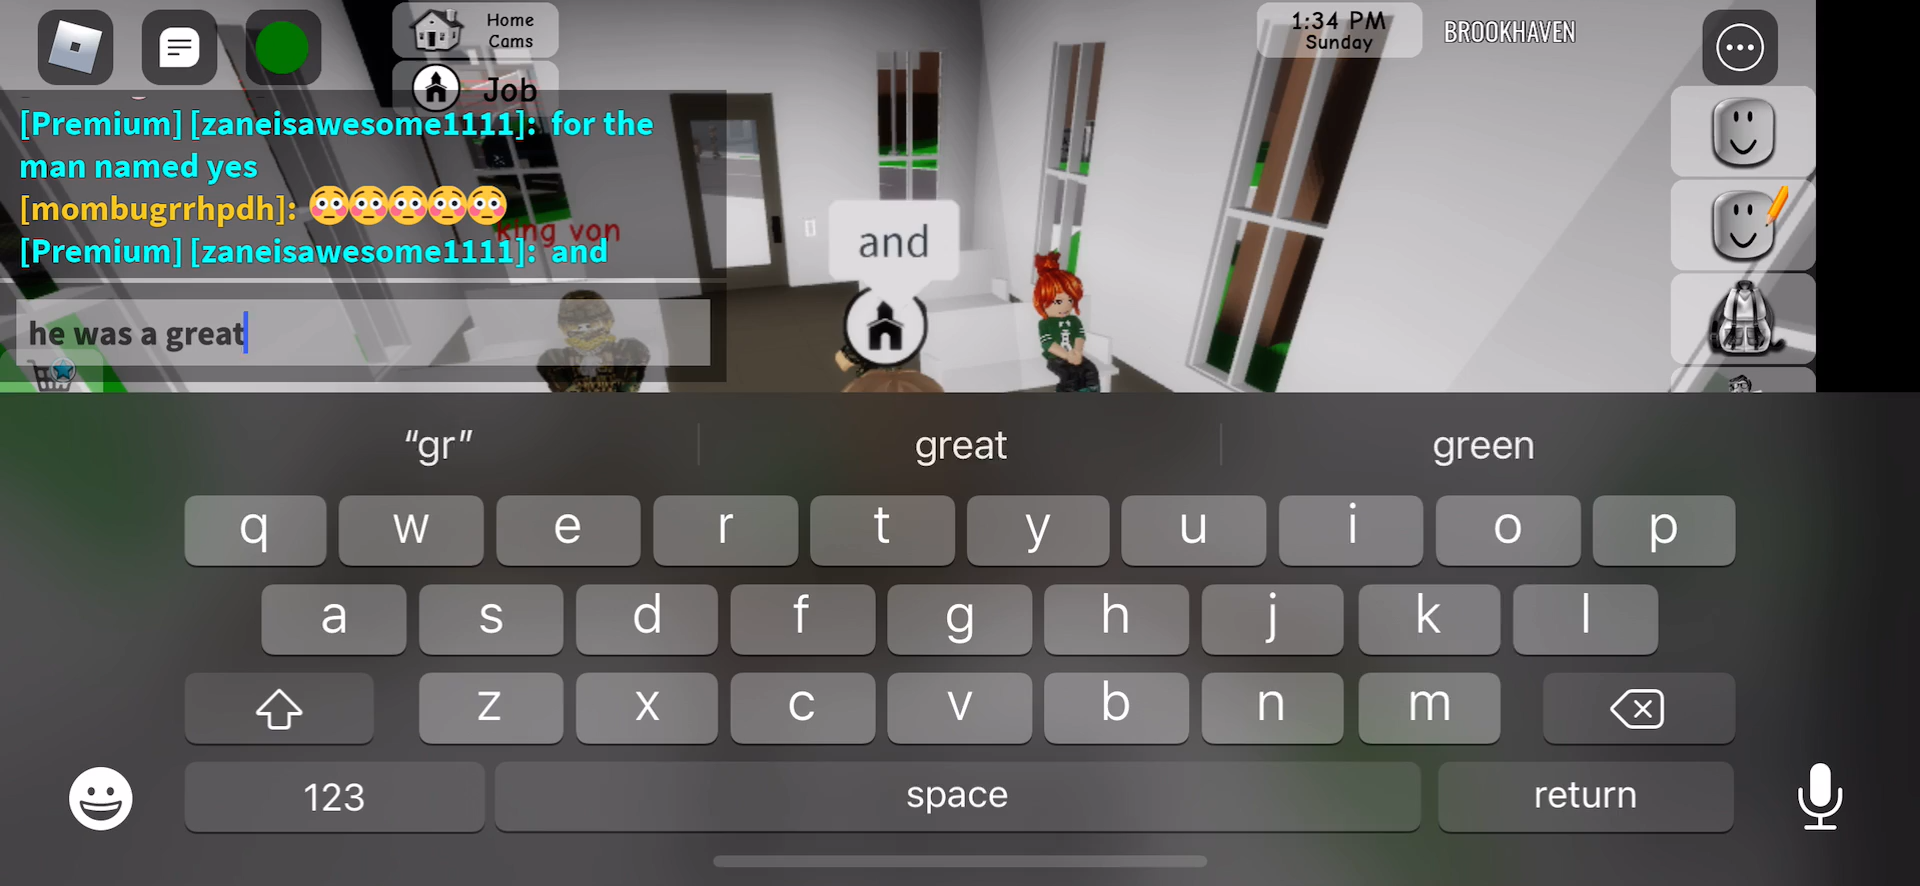 Home
Cams
1:34 PM
Sunday
BROOKHAVEN
Job
[Premium] [zaneisawesome1111]: for the
man named yes
[mombugrrhpdh]: 😳😳😳😳😳
king von
[Premium] [zaneisawesome1111]: and
and
he was a great
“gr”
great
green
q w e r t y u i o p
a s d f g h j k l
z x c v b n m
123
space
return